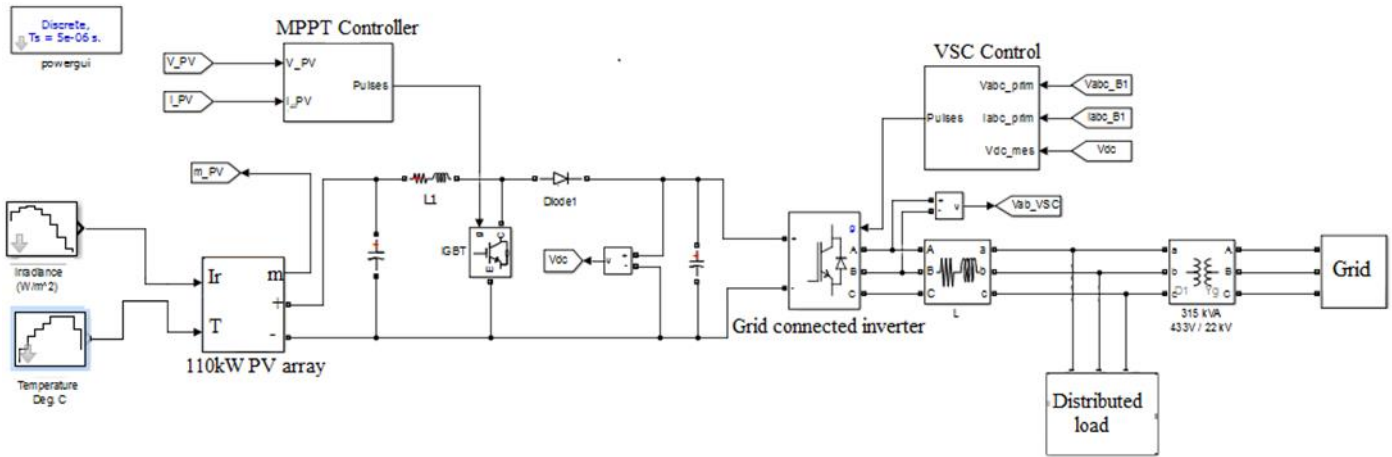 Discrete,
Ts = 5e-06 s.
powergui
MPPT Controller
V_PV
V_PV
I_PV
I_PV
Pulses
VSC Control
Vabc_prim
Vabc_B1
Pulses
Iabc_prim
Iabc_B1
Vdc_mes
Vdc
m_PV
L1
Diode1
IGBT
g
C
E
Vdc
v
+
-
+
-
v
Vab_VSC
Irradiance
(W/m^2)
Temperature
Deg. C
Ir
m
+
T
-
110kW PV array
+
-
g
A
B
C
Grid connected inverter
A
a
B
b
C
c
L
a
A
b
B
c
C
D1
Yg
315 kVA
433V / 22 kV
Grid
Distributed
load